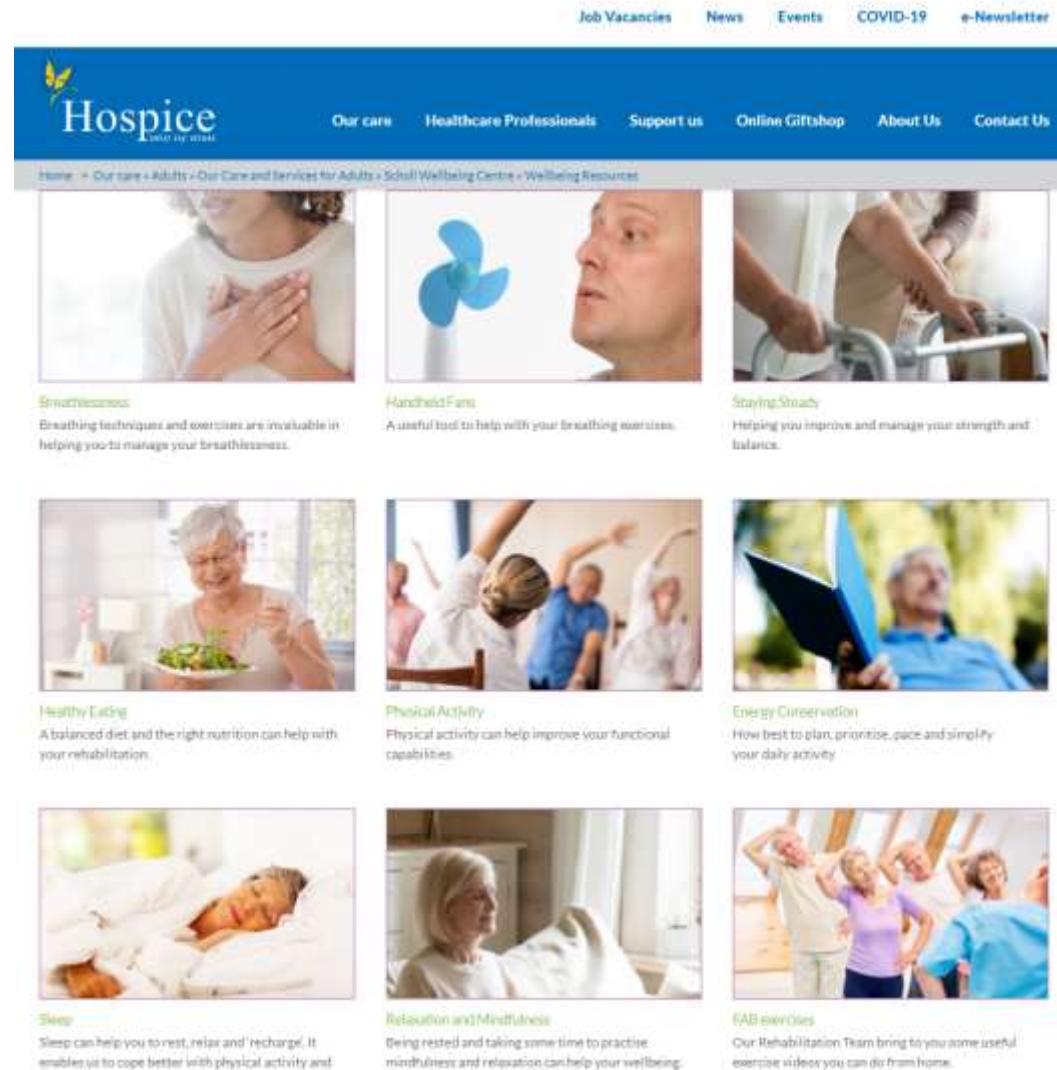 Job Vacancies News Events COVID-19 e-Newsletter
Hospice
Our care Healthcare Professionals Support us Online Giftshop About Us Contact Us
Home » Our care » Adults » Our Care and Services for Adults » Scholl Wellbeing Centre » Wellbeing Resources
Breathlessness
Breathing techniques and exercises are invaluable in
helping you to manage your breathlessness.
Handheld Fans
A useful tool to help with your breathing exercises.
Staying Steady
Helping you improve and manage your strength and
balance.
Healthy Eating
A balanced diet and the right nutrition can help with
your rehabilitation.
Physical Activity
Physical activity can help improve your functional
capabilities.
Energy Conservation
How best to plan, prioritise, pace and simplify
your daily activity
Sleep
Sleep can help you to rest, relax and 'recharge'. It
enables us to cope better with physical activity and
Relaxation and Mindfulness
Being rested and taking some time to practise
mindfulness and relaxation can help your wellbeing.
FAB exercises
Our Rehabilitation Team bring to you some useful
exercise videos you can do from home.